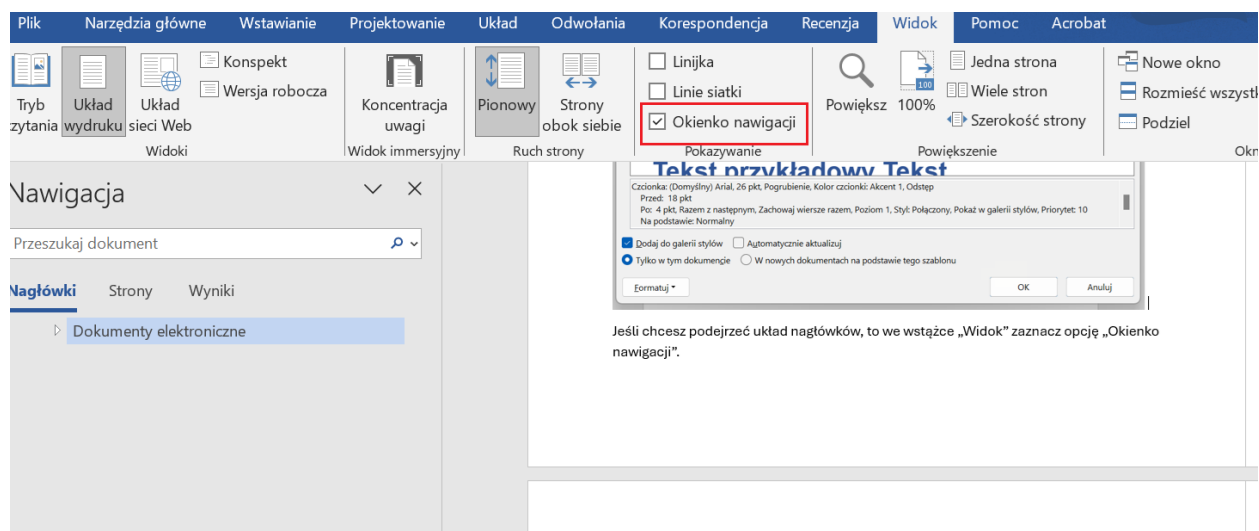 Plik Narzędzia główne Wstawianie Projektowanie Układ Odwołania Korespondencja Recenzja Widok Pomoc Acrobat
Tryb
Układ wydruku
Układ sieci Web
Konspekt
Wersja robocza
Widoki
Koncentracja uwagi
Widok immersyjny
Pionowy
Strony obok siebie
Ruch strony
Linijka
Linie siatki
Okienko nawigacji
Pokazywanie
Powiększ
100
100%
Jedna strona
Wiele stron
Szerokość strony
Powiększenie
Nowe okno
Rozmieść
Podziel
Nawigacja
Przeszukaj dokument
Nagłówki Strony Wyniki
Dokumenty elektroniczne
Tekst przykładowy Tekst
Czcionka: (Domyślny) Arial, 26 pkt, Pogrubienie, Kolor czcionki: Akcent 1, Odstęp
Przed: 18 pkt
Po: 4 pkt, Razem z następnym, Zachowaj wiersze razem, Poziom 1, Styl: Połączony, Pokaż w galerii stylów, Priorytet: 10
Na podstawie: Normalny
Dodaj do galerii stylów Automatycznie aktualizuj
Tylko w tym dokumencie W nowych dokumentach na podstawie tego szablonu
Formatuj OK Anuluj
Jeśli chcesz podejrzeć układ nagłówków, to we wstążce „Widok” zaznacz opcję „Okienko
nawigacji”.